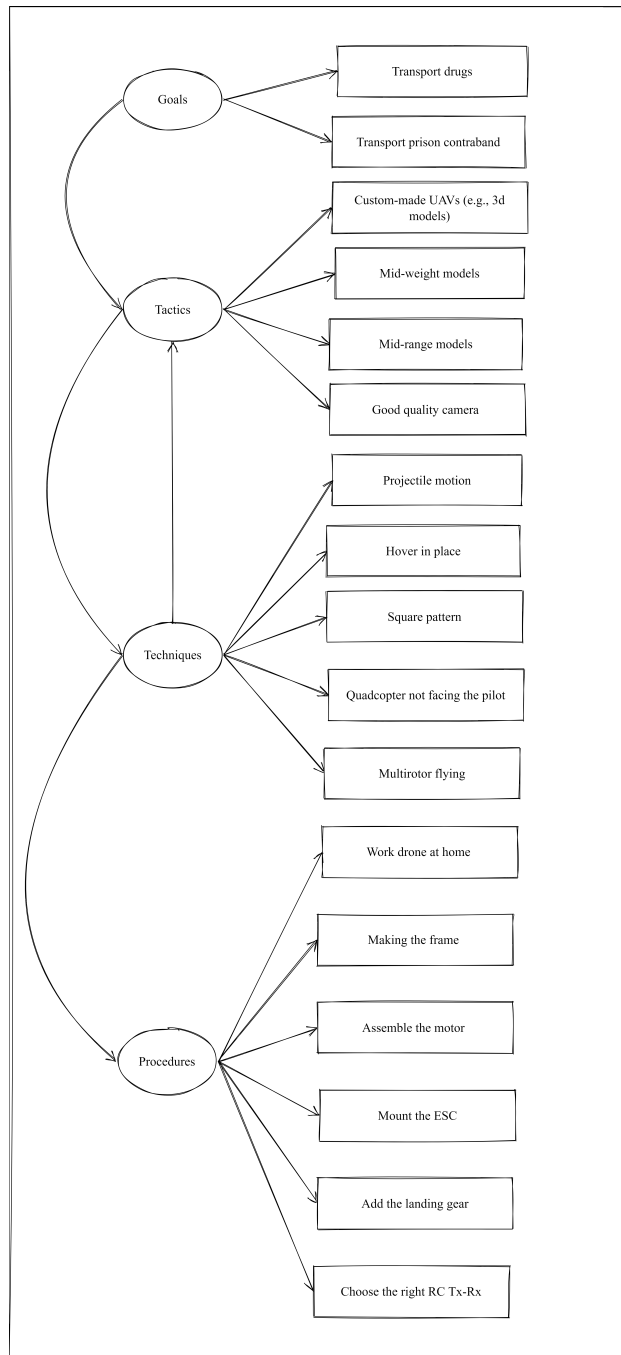 Goals
Transport drugs
Transport prison contraband
Tactics
Custom-made UAVs (e.g., 3d
models)
Mid-weight models
Mid-range models
Good quality camera
Techniques
Projectile motion
Hover in place
Square pattern
Quadcopter not facing the pilot
Multirotor flying
Procedures
Work drone at home
Making the frame
Assemble the motor
Mount the ESC
Add the landing gear
Choose the right RC Tx-Rx